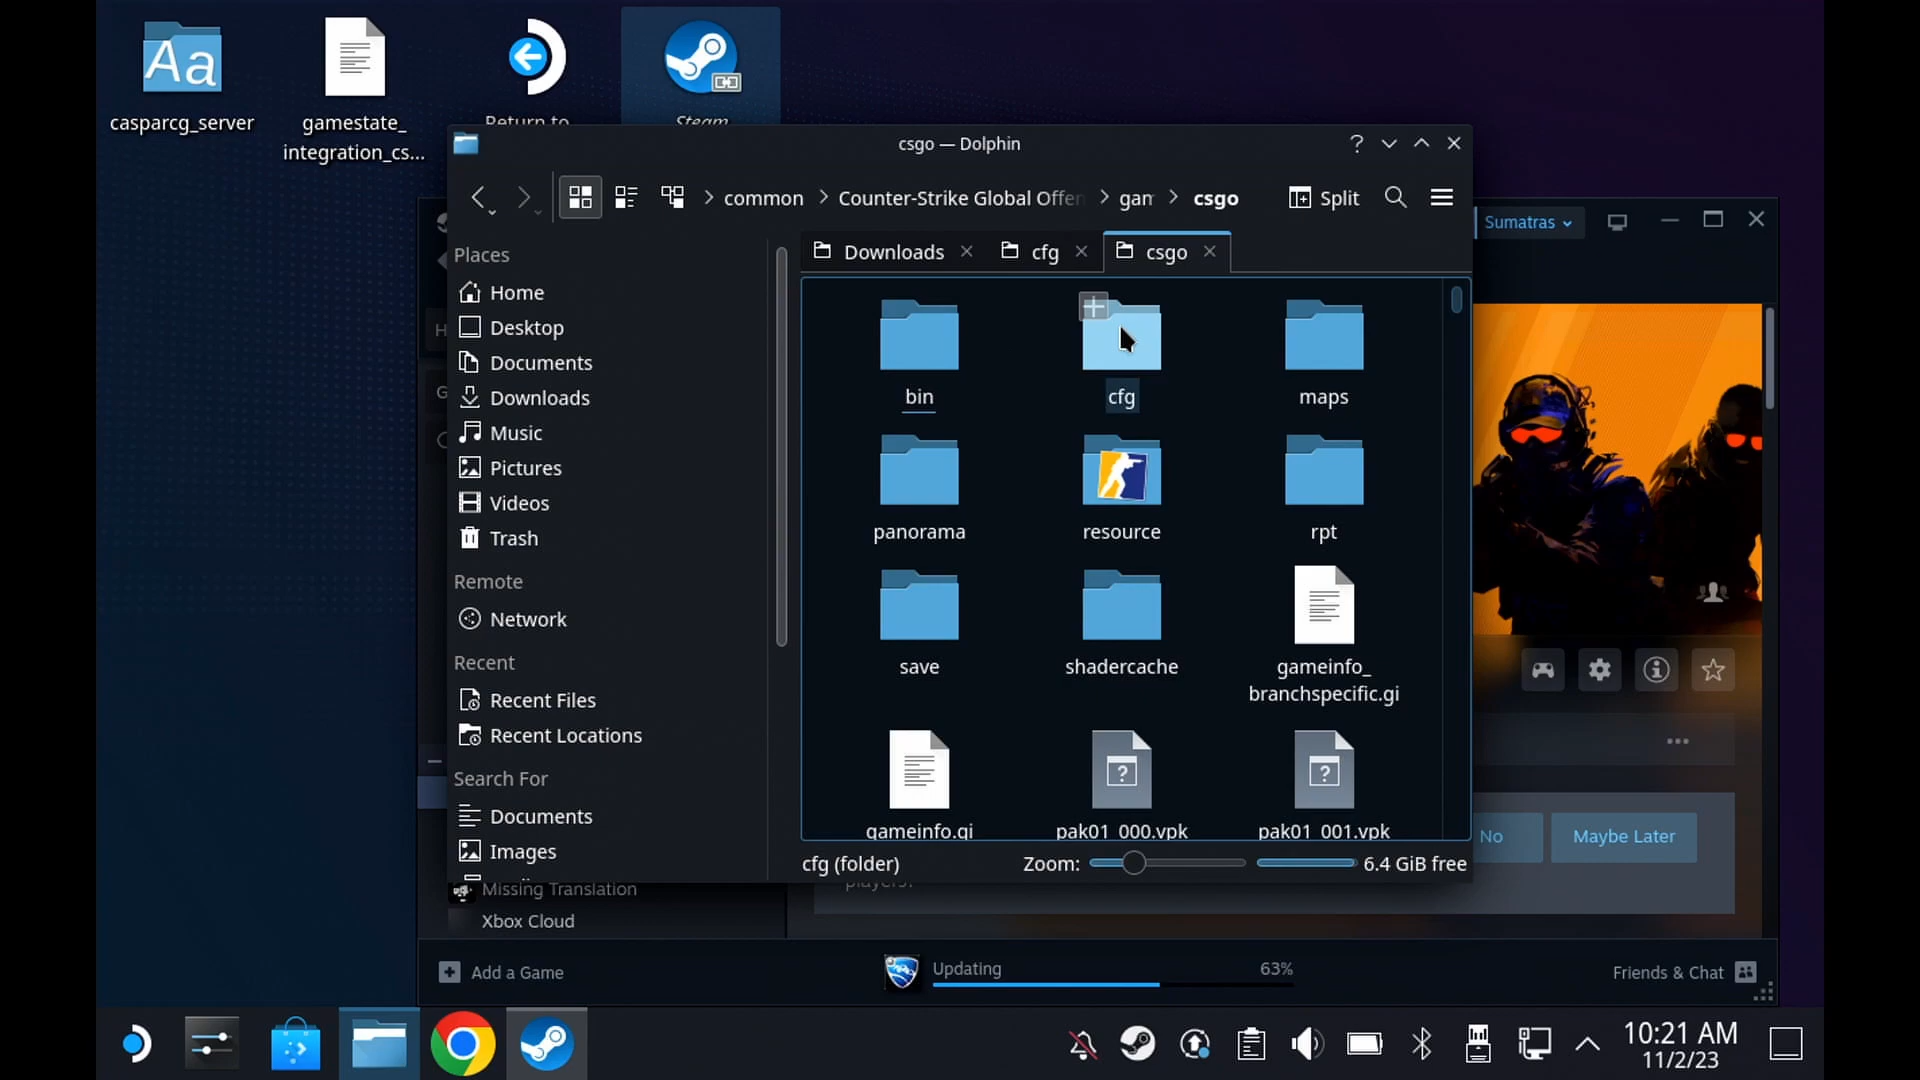 casparcg_server
gamestate_
integration_cs...
Return to
Steam
csgo — Dolphin
common
Counter-Strike Global Offen
gam
csgo
Split
Sumatras
Downloads
cfg
csgo
Places
Home
Desktop
Documents
Downloads
Music
Pictures
Videos
Trash
Remote
Network
Recent
Recent Files
Recent Locations
Search For
Documents
Images
bin
cfg
maps
panorama
resource
rpt
save
shadercache
gameinfo_
branchspecific.gi
gameinfo.gi
pak01_000.vpk
pak01_001.vpk
cfg (folder)
Zoom:
6.4 GiB free
No
Maybe Later
players?
Missing Translation
Xbox Cloud
Add a Game
Updating
63%
Friends & Chat
10:21 AM
11/2/23